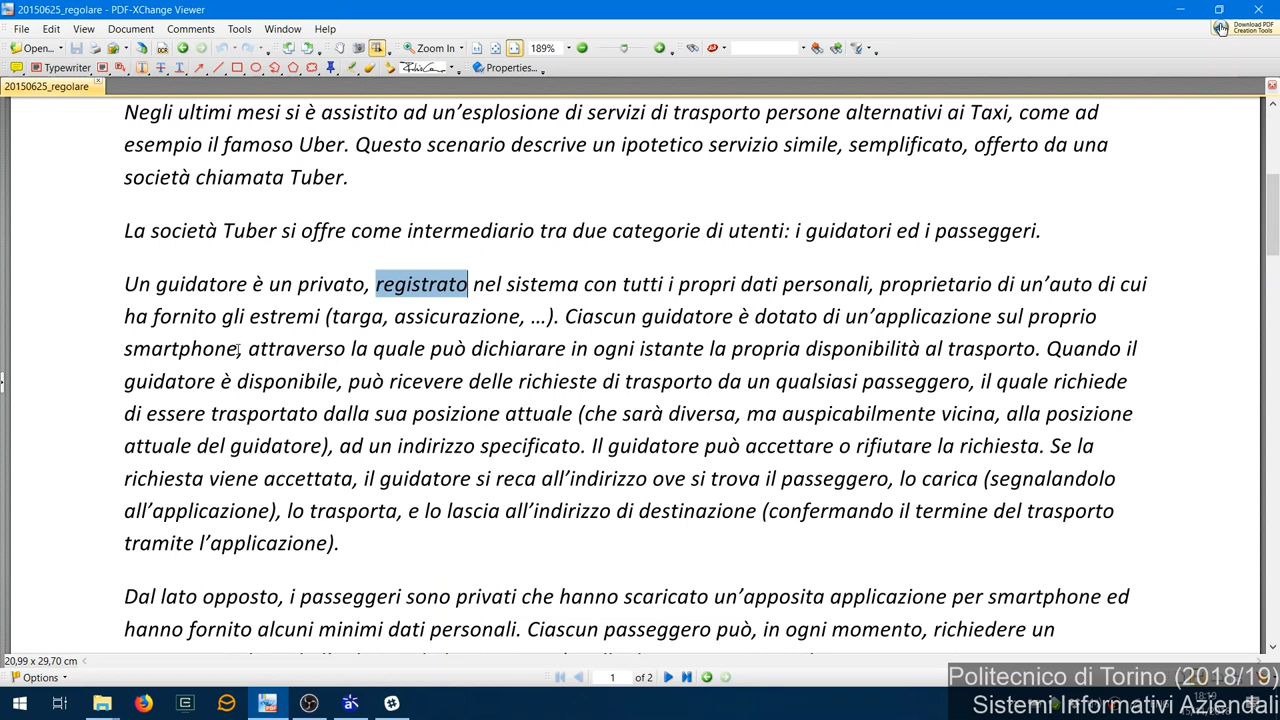 20150625_regolare - PDF-XChange Viewer
File Edit View Document Comments Tools Window Help
Download PDF
Creation Tools
Open... Zoom In 189%
Typewriter Properties...
20150625_regolare
Negli ultimi mesi si è assistito ad un’esplosione di servizi di trasporto persone alternativi ai Taxi, come ad
esempio il famoso Uber. Questo scenario descrive un ipotetico servizio simile, semplificato, offerto da una
società chiamata Tuber.
La società Tuber si offre come intermediario tra due categorie di utenti: i guidatori ed i passeggeri.
Un guidatore è un privato, registrato nel sistema con tutti i propri dati personali, proprietario di un’auto di cui
ha fornito gli estremi (targa, assicurazione, …). Ciascun guidatore è dotato di un’applicazione sul proprio
smartphone, attraverso la quale può dichiarare in ogni istante la propria disponibilità al trasporto. Quando il
guidatore è disponibile, può ricevere delle richieste di trasporto da un qualsiasi passeggero, il quale richiede
di essere trasportato dalla sua posizione attuale (che sarà diversa, ma auspicabilmente vicina, alla posizione
attuale del guidatore), ad un indirizzo specificato. Il guidatore può accettare o rifiutare la richiesta. Se la
richiesta viene accettata, il guidatore si reca all’indirizzo ove si trova il passeggero, lo carica (segnalandolo
all’applicazione), lo trasporta, e lo lascia all’indirizzo di destinazione (confermando il termine del trasporto
tramite l’applicazione).
Dal lato opposto, i passeggeri sono privati che hanno scaricato un’apposita applicazione per smartphone ed
hanno fornito alcuni minimi dati personali. Ciascun passeggero può, in ogni momento, richiedere un
20,99 x 29,70 cm
Options 1 of 2
Politecnico di Torino (2018/19)
Sistemi Informativi Aziendali
18:19